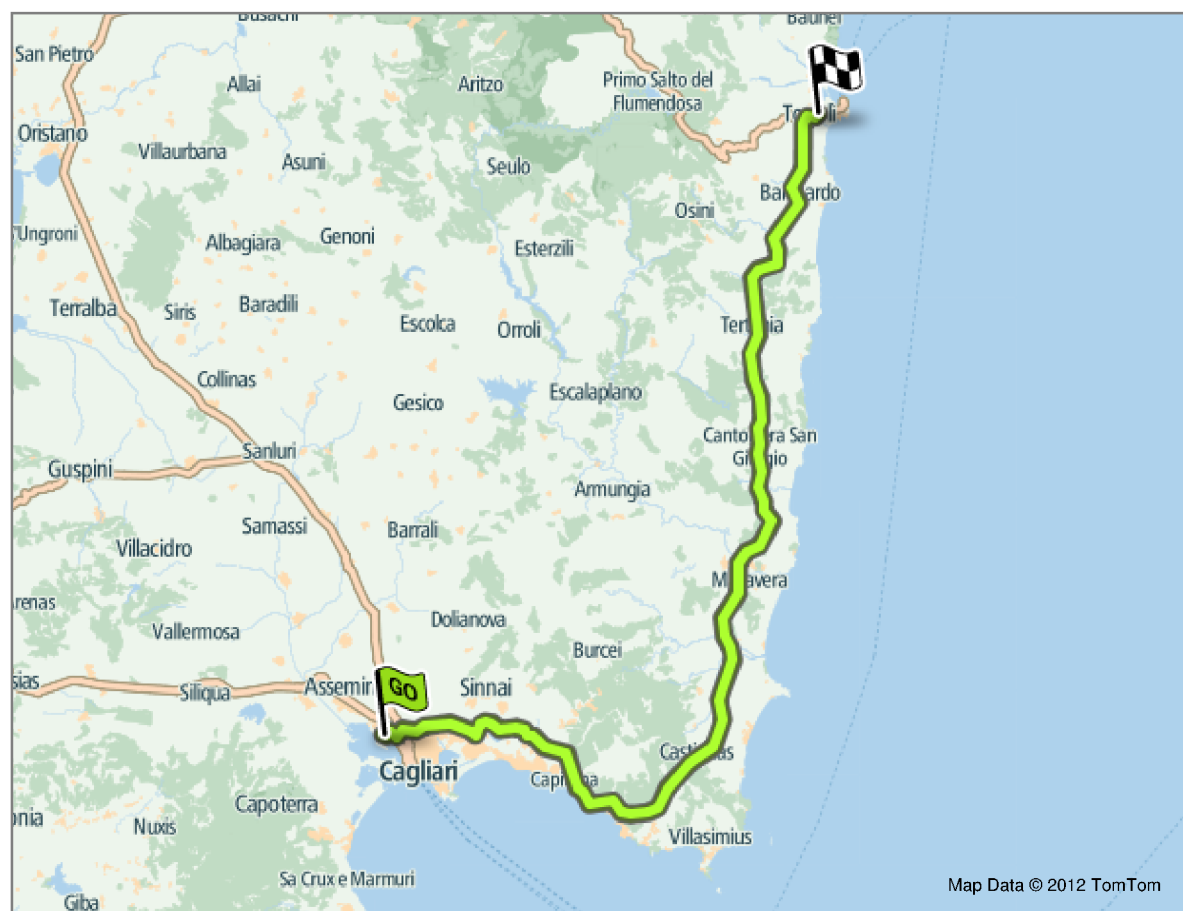 Busachi
Baunei
San Pietro
Allai
Aritzo
Primo Salto del
Flumendosa
Oristano
Villaurbana
Asuni
Seulo
Osini
'Ungroni
Albagiara
Genoni
Esterzili
Terralba
Siris
Baradili
Escolca
Orroli
Collinas
Gesico
Escalaplano
Sanluri
Guspini
Armungia
Samassi
Barrali
Villacidro
Dolianova
Vallermosa
Burcei
Siliqua
Assemin
GO
Sinnai
Cagliari
Capoterra
Nuxis
Villasimius
Sa Crux e Marmuri
Giba
Map Data © 2012 TomTom